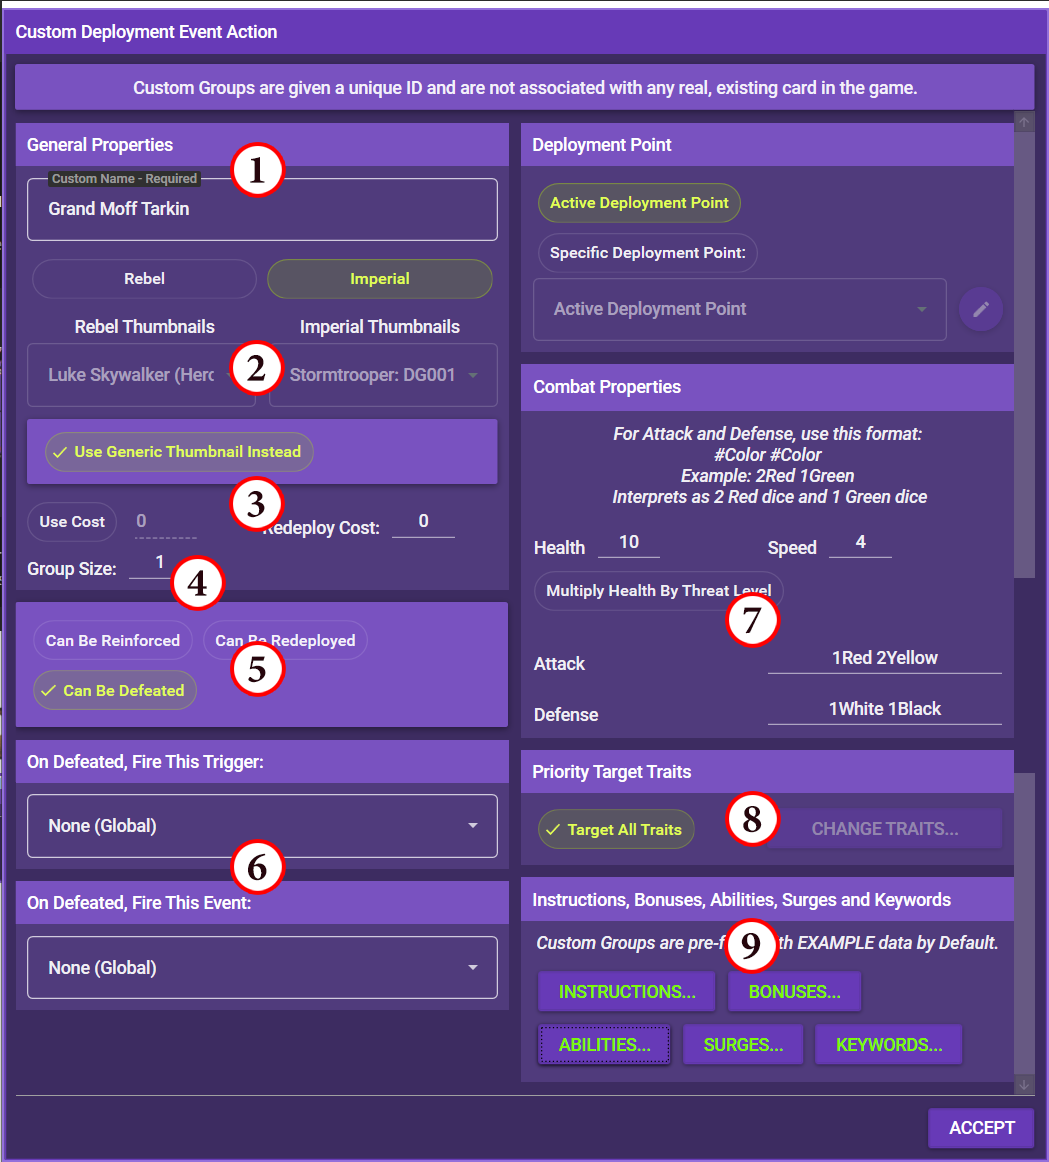 Custom Deployment Event Action
Custom Groups are given a unique ID and are not associated with any real, existing card in the game.
General Properties
1
Custom Name - Required
Grand Moff Tarkin
Rebel
Imperial
Rebel Thumbnails
Imperial Thumbnails
Luke Skywalker (Herc
2
Stormtrooper: DG001
Use Generic Thumbnail Instead
3
Use Cost
0
Redeploy Cost:
0
Group Size:
1
4
Can Be Reinforced
Can Be Redeployed
5
Can Be Defeated
On Defeated, Fire This Trigger:
None (Global)
6
On Defeated, Fire This Event:
None (Global)
Deployment Point
Active Deployment Point
Specific Deployment Point:
Active Deployment Point
Combat Properties
For Attack and Defense, use this format:
#Color #Color
Example: 2Red 1Green
Interprets as 2 Red dice and 1 Green dice
Health
10
Speed
4
Multiply Health By Threat Level
7
Attack
1Red 2Yellow
Defense
1White 1Black
Priority Target Traits
Target All Traits
8
CHANGE TRAITS...
Instructions, Bonuses, Abilities, Surges and Keywords
Custom Groups are EXAMPLE data by Default.
9
INSTRUCTIONS...
BONUSES...
ABILITIES...
SURGES...
KEYWORDS...
ACCEPT